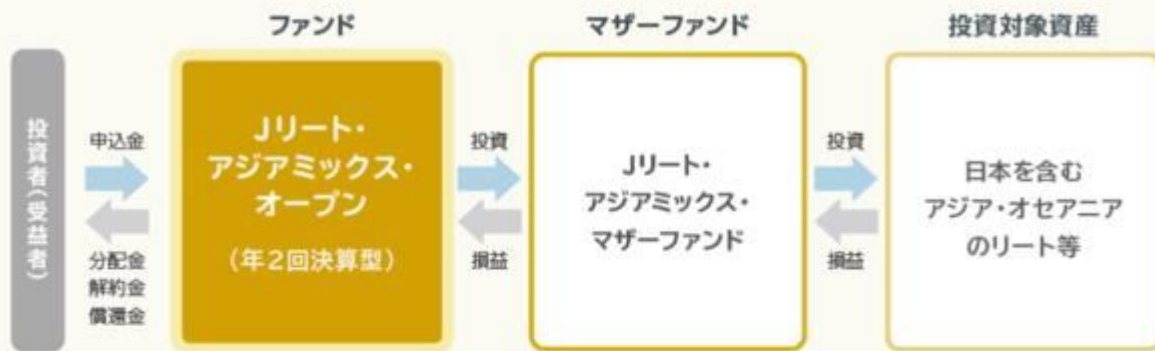 ファンド
マザーファンド
投資対象資産
投資者(受益者)
申込金
分配金
解約金
償還金
Jリート・
アジアミックス・
オープン
(年2回決算型)
投資
損益
Jリート・
アジアミックス・
マザーファンド
投資
損益
日本を含む
アジア・オセアニア
のリート等